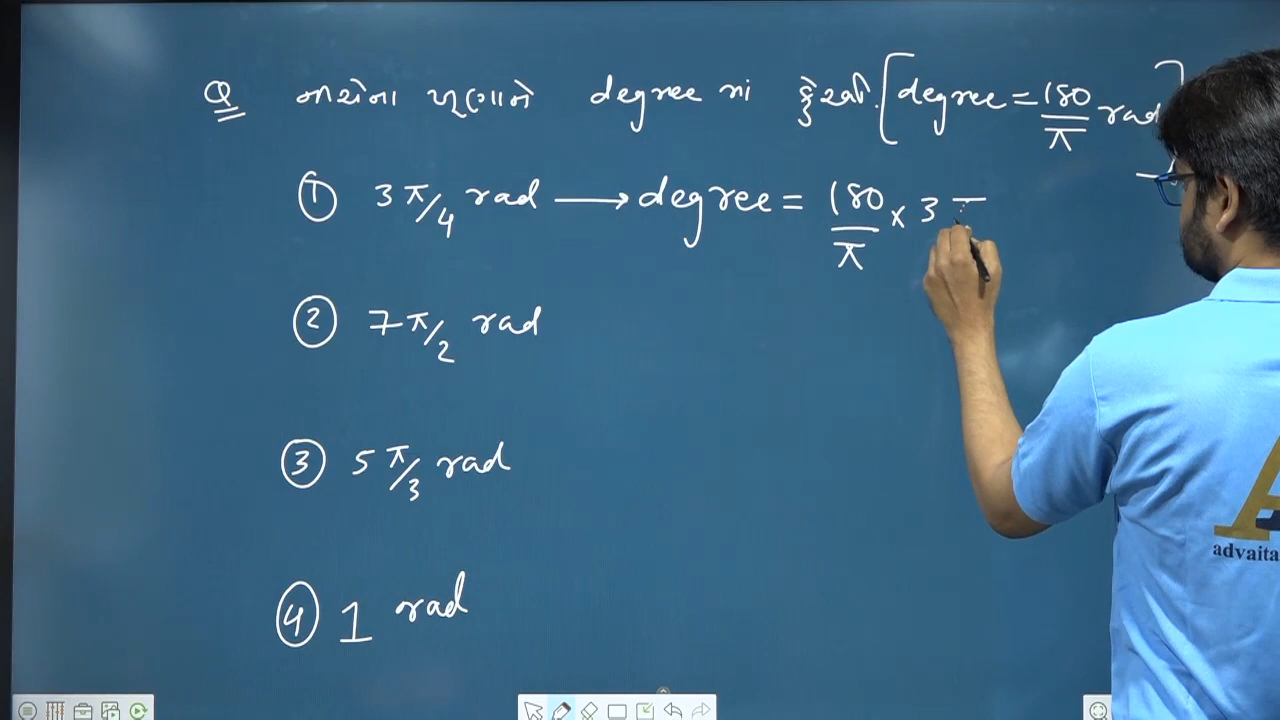 Q નીચેના ખૂણાને degree માં ફેરવો. [degree = 180/π rad]
① 3π/4 rad ⟶ degree = 180/π × 3
② 7π/2 rad
③ 5π/3 rad
④ 1 rad
advaita